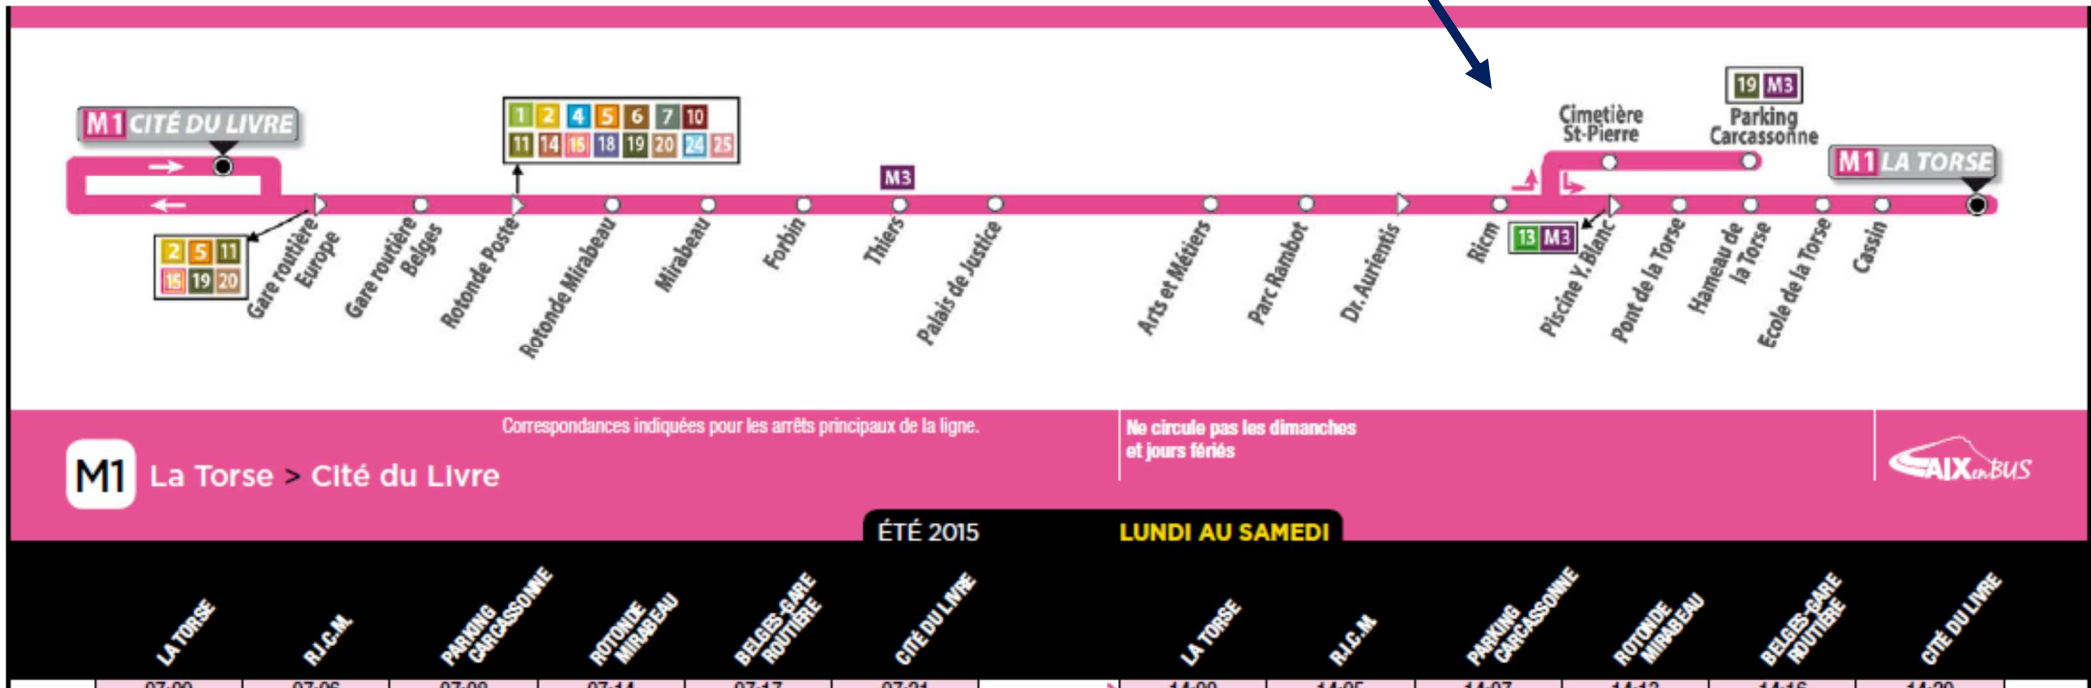 M1 CITÉ DU LIVRE
1 2 4 5 6 7 10
11 14 15 18 19 20 24 25
M3
Cimetière
St-Pierre
19 M3
Parking
Carcassonne
M1 LA TORSE
2 5 11
15 19 20
13 M3
Gare routière
Europe
Gare routière
Belges
Rotonde Poste
Rotonde Mirabeau
Mirabeau
Forbin
Thiers
Palais de Justice
Arts et Métiers
Parc Rambot
Dr. Aurientis
Ricm
Piscine Y. Blanc
Pont de la Torse
Hameau de
la Torse
Ecole de la Torse
Cassin
Correspondances indiquées pour les arrêts principaux de la ligne.
Ne circule pas les dimanches
et jours fériés
M1 La Torse > Cité du Livre
AIX en BUS
ÉTÉ 2015 LUNDI AU SAMEDI
LA TORSE
R.I.C.M.
PARKING
CARCASSONNE
ROTONDE
MIRABEAU
BELGES-GARE
ROUTIÈRE
CITÉ DU LIVRE
LA TORSE
R.I.C.M.
PARKING
CARCASSONNE
ROTONDE
MIRABEAU
BELGES-GARE
ROUTIÈRE
CITÉ DU LIVRE